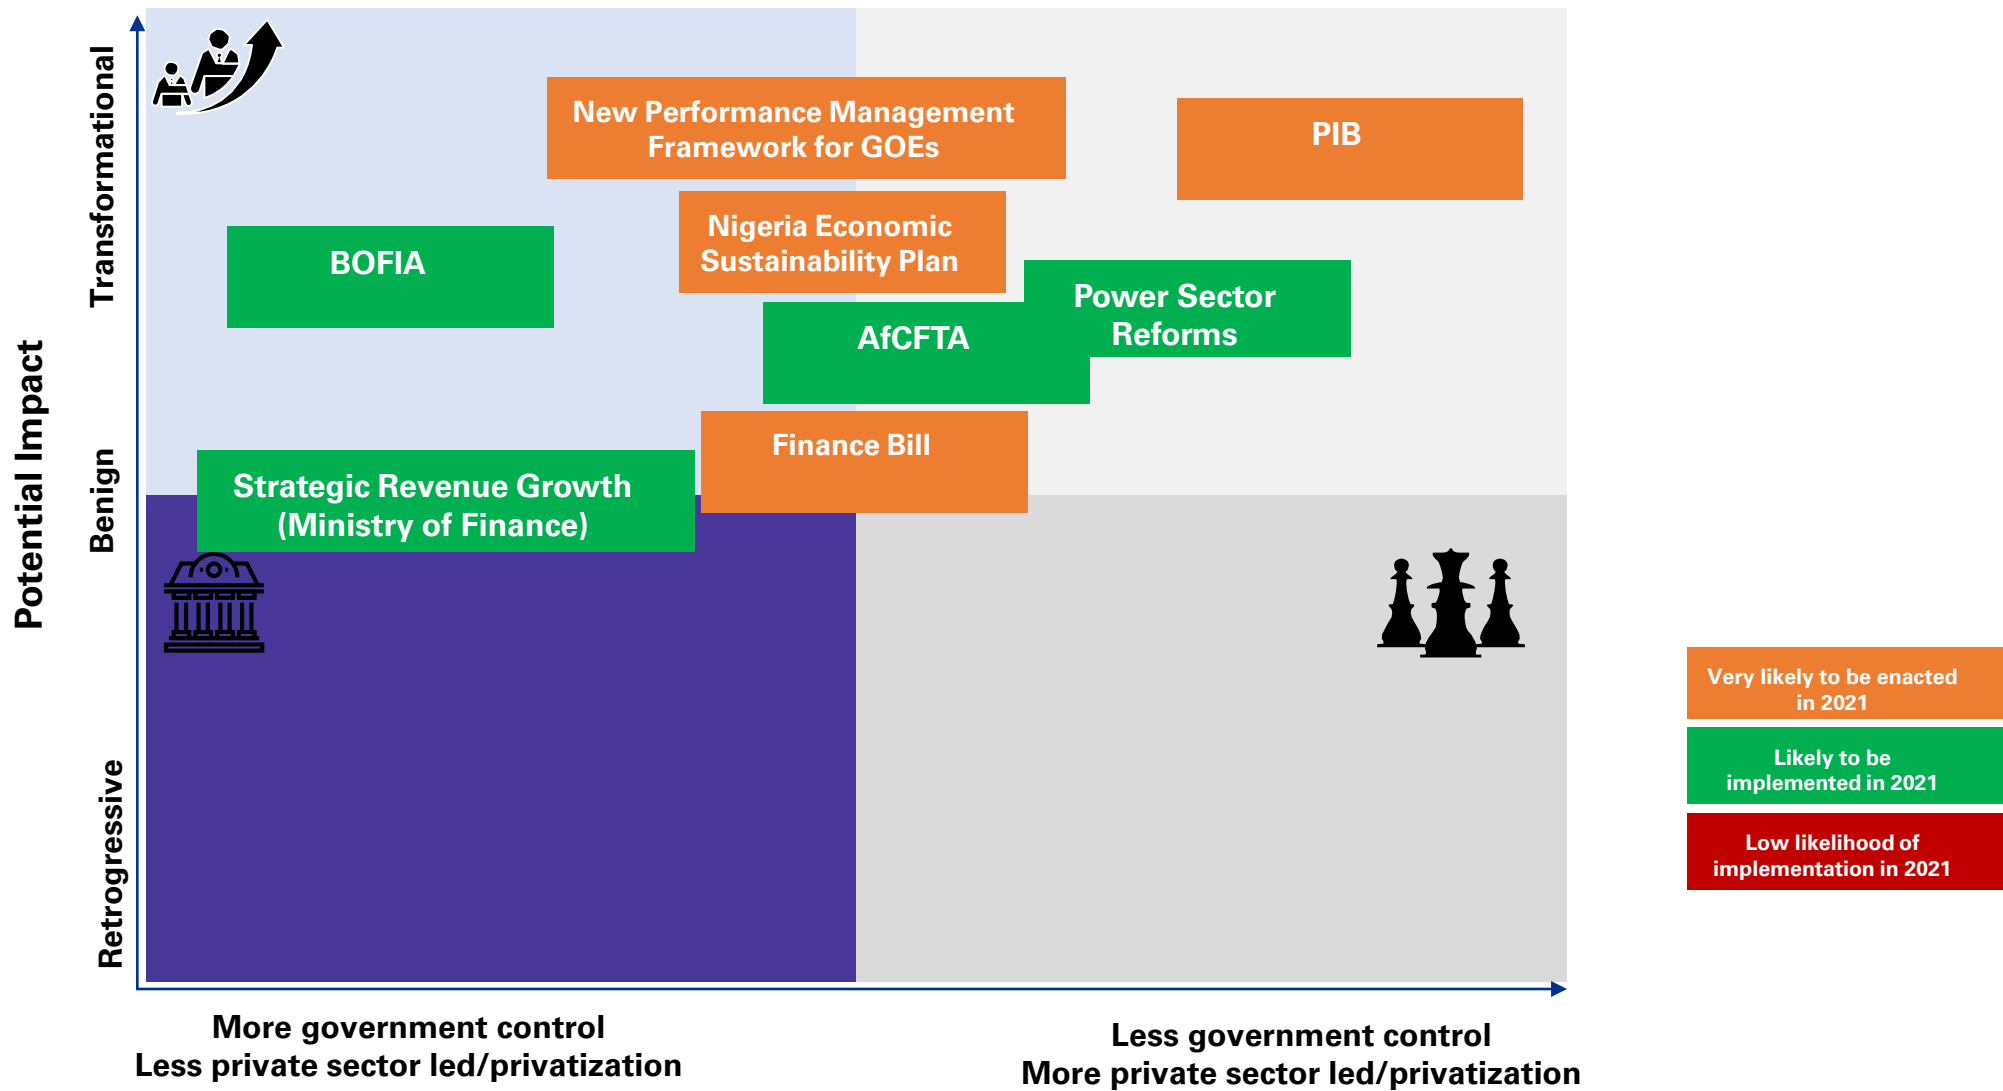 Potential Impact
Transformational
Benign
Retrogressive
New Performance Management
Framework for GOEs
PIB
Nigeria Economic
Sustainability Plan
BOFIA
Power Sector
Reforms
AfCFTA
Finance Bill
Strategic Revenue Growth
(Ministry of Finance)
Very likely to be enacted
in 2021
Likely to be
implemented in 2021
Low likelihood of
implementation in 2021
More government control
Less private sector led/privatization
Less government control
More private sector led/privatization